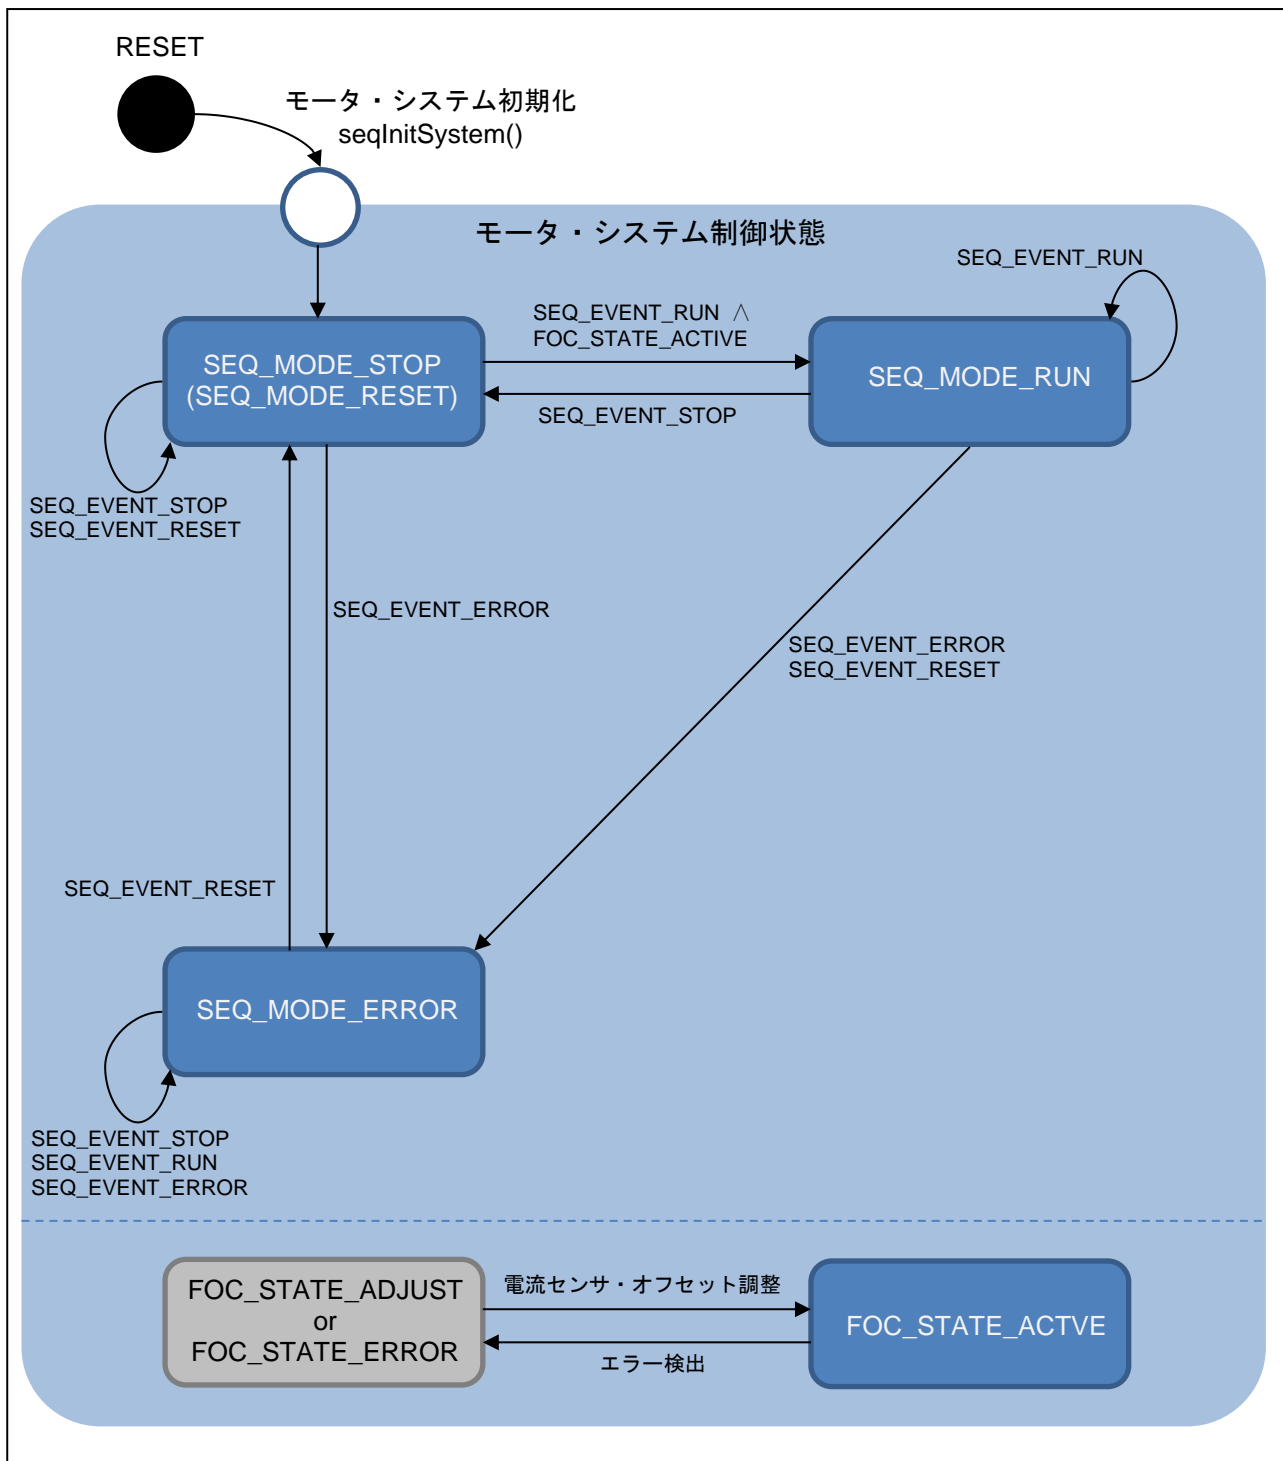 RESET
モータ・システム初期化
seqInitSystem()
モータ・システム制御状態
SEQ_EVENT_RUN
SEQ_EVENT_RUN ∧
FOC_STATE_ACTIVE
SEQ_MODE_STOP
(SEQ_MODE_RESET)
SEQ_MODE_RUN
SEQ_EVENT_STOP
SEQ_EVENT_STOP
SEQ_EVENT_RESET
SEQ_EVENT_ERROR
SEQ_EVENT_ERROR
SEQ_EVENT_RESET
SEQ_EVENT_RESET
SEQ_MODE_ERROR
SEQ_EVENT_STOP
SEQ_EVENT_RUN
SEQ_EVENT_ERROR
FOC_STATE_ADJUST
or
FOC_STATE_ERROR
電流センサ・オフセット調整
エラー検出
FOC_STATE_ACTVE